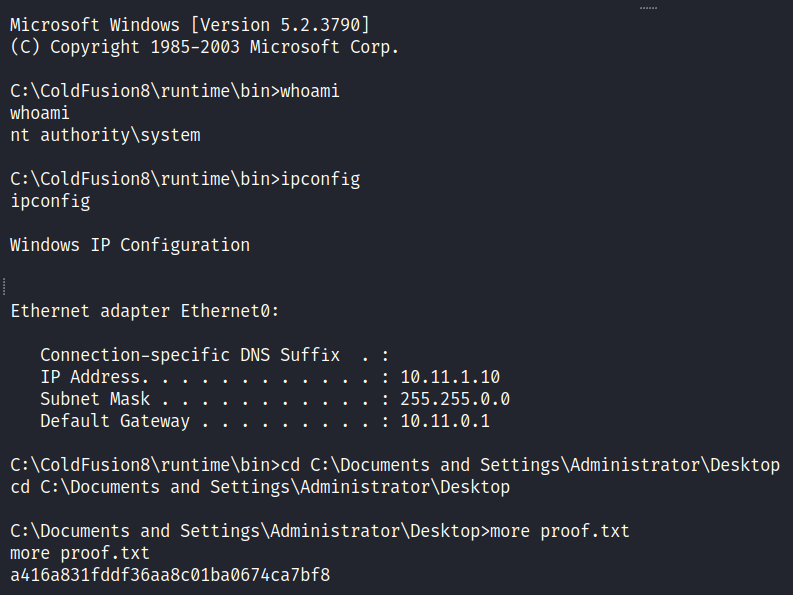 Microsoft Windows [Version 5.2.3790]
(C) Copyright 1985-2003 Microsoft Corp.
C:\ColdFusion8\runtime\bin>whoami
whoami
nt authority\system
C:\ColdFusion8\runtime\bin>ipconfig
ipconfig
Windows IP Configuration
Ethernet adapter Ethernet0:
Connection-specific DNS Suffix  . :
IP Address. . . . . . . . . . . . : 10.11.1.10
Subnet Mask . . . . . . . . . . . : 255.255.0.0
Default Gateway . . . . . . . . . : 10.11.0.1
C:\ColdFusion8\runtime\bin>cd C:\Documents and Settings\Administrator\Desktop
cd C:\Documents and Settings\Administrator\Desktop
C:\Documents and Settings\Administrator\Desktop>more proof.txt
more proof.txt
a416a831fddf36aa8c01ba0674ca7bf8